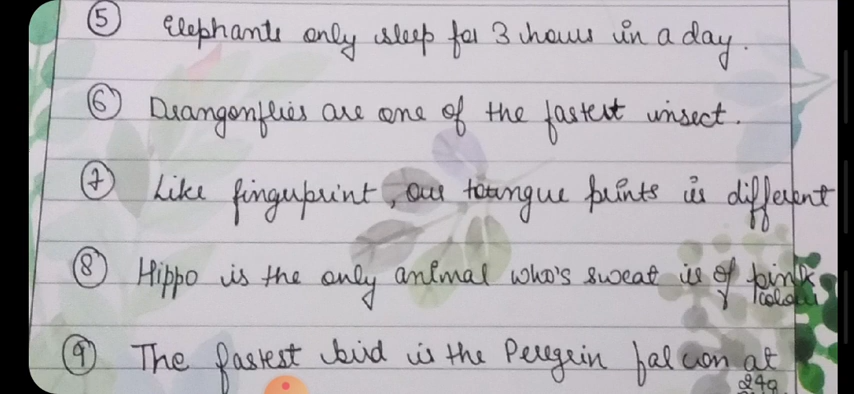 ⑤ Elephants only sleep for 3 hours in a day.
⑥ Drangonflies are one of the fastest insect.
⑦ Like fingerprint, our toungue prints is different
⑧ Hippo is the only animal who's sweat is of pink
colour
⑨ The fastest bird is the Peregrin falcon at